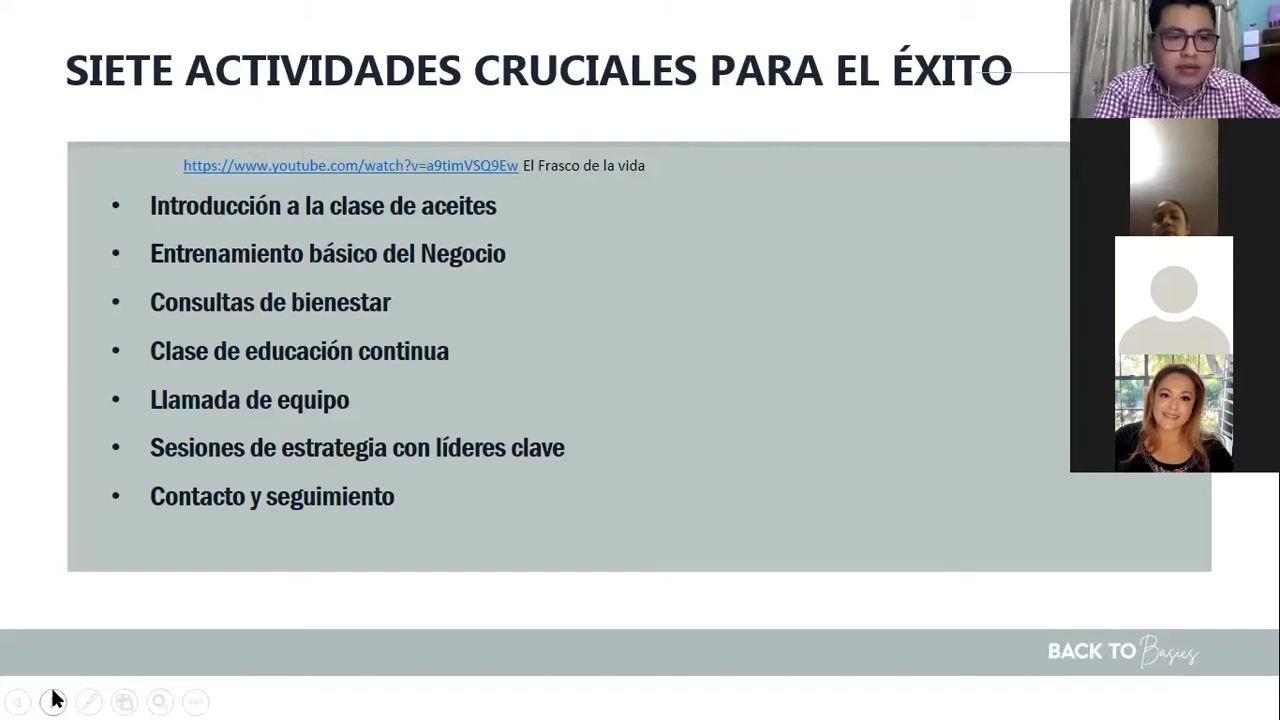 SIETE ACTIVIDADES CRUCIALES PARA EL ÉXITO
https://www.youtube.com/watch?v=a9timVSQ9Ew El Frasco de la vida
• Introducción a la clase de aceites
• Entrenamiento básico del Negocio
• Consultas de bienestar
• Clase de educación continua
• Llamada de equipo
• Sesiones de estrategia con líderes clave
• Contacto y seguimiento
BACK TO Basics